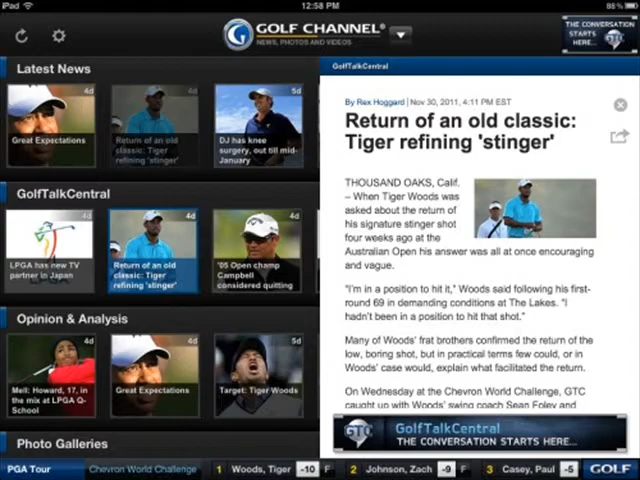 iPad
12:58 PM
88%
GOLF CHANNEL
NEWS, PHOTOS AND VIDEOS
THE CONVERSATION
STARTS
HERE...
GTC
Latest News
4d
Great Expectations
4d
Return of an old
classic: Tiger
refining 'stinger'
5d
DJ has knee
surgery, out till mid-
January
GolfTalkCentral
4d
LPGA has new TV
partner in Japan
4d
Return of an old
classic: Tiger
refining 'stinger'
4d
'05 Open champ
Campbell
considered quitting
Opinion & Analysis
4d
Mell: Howard, 17, in
the mix at LPGA Q-
School
4d
Great Expectations
5d
Target: Tiger Woods
Photo Galleries
GolfTalkCentral
By Rex Hoggard | Nov 30, 2011, 4:11 PM EST
Return of an old classic:
Tiger refining 'stinger'
THOUSAND OAKS, Calif.
– When Tiger Woods was
asked about the return of
his signature stinger shot
four weeks ago at the
Australian Open his answer was all at once encouraging
and vague.
"I'm in a position to hit it," Woods said following his first-
round 69 in demanding conditions at The Lakes. "I
hadn't been in a position to hit that shot."
Many of Woods' frat brothers confirmed the return of the
low, boring shot, but in practical terms few could, or in
Woods' case would, explain what facilitated the return.
On Wednesday at the Chevron World Challenge, GTC
caught up with Woods' swing coach Sean Foley and
GTC
GolfTalkCentral
THE CONVERSATION STARTS HERE...
PGA Tour Chevron World Challenge 1 Woods, Tiger -10 F 2 Johnson, Zach -9 F 3 Casey, Paul -5 GOLF